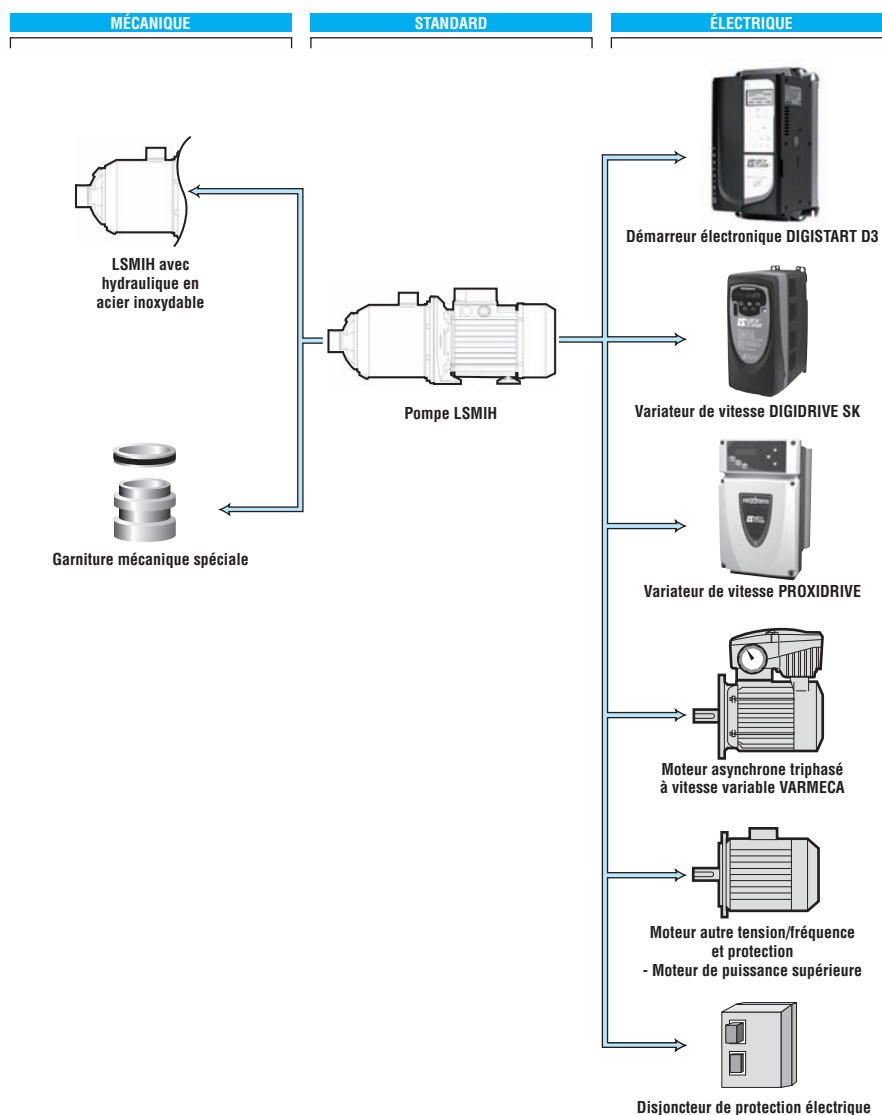 MÉCANIQUE
STANDARD
ÉLECTRIQUE
Démarreur électronique DIGISTART D3
LSMIH avec
hydraulique en
acier inoxydable
Pompe LSMIH
Variateur de vitesse DIGIDRIVE SK
Garniture mécanique spéciale
Variateur de vitesse PROXIDRIVE
Moteur asynchrone triphasé
à vitesse variable VARMECA
Moteur autre tension/fréquence
et protection
- Moteur de puissance supérieure
Disjoncteur de protection électrique